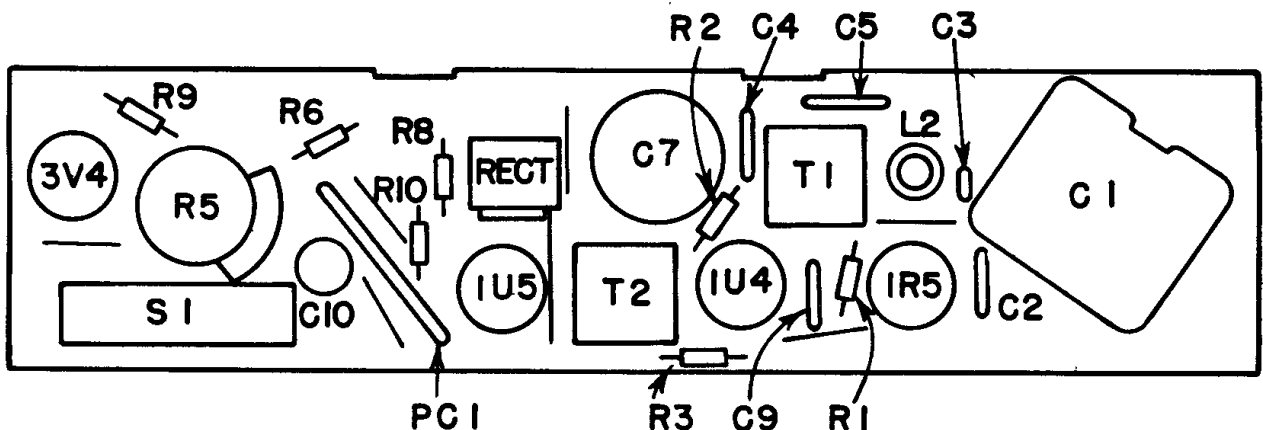 R2 C4 C5 C3
R9
R6
R8
L2
3V4
R5
R10
RECT
C7
T1
C1
1U5
T2
1U4
1R5
S1
C10
C2
PC1
R3
C9
R1